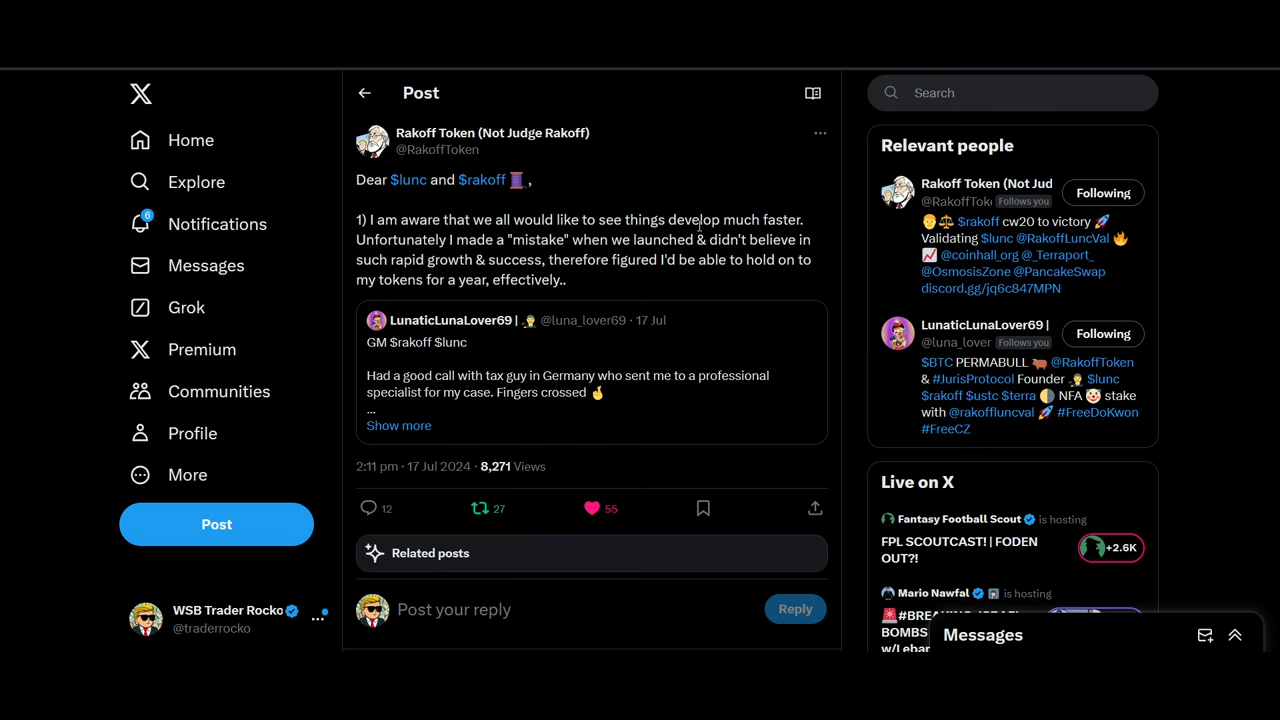 Home
Explore
6
Notifications
Messages
Grok
Premium
Communities
Profile
More
Post
WSB Trader Rocko
@traderrocko
Post
Rakoff Token (Not Judge Rakoff)
@RakoffToken
Dear $lunc and $rakoff 🧵,
1) I am aware that we all would like to see things develop much faster.
Unfortunately I made a "mistake" when we launched & didn't believe in
such rapid growth & success, therefore figured I'd be able to hold on to
my tokens for a year, effectively..
LunaticLunaLover69 | @luna_lover69 · 17 Jul
GM $rakoff $lunc
Had a good call with tax guy in Germany who sent me to a professional
specialist for my case. Fingers crossed 🤞
...
Show more
2:11 pm · 17 Jul 2024 · 8,271 Views
12 27 55
Related posts
Post your reply
Reply
Search
Relevant people
Rakoff Token (Not Jud
@RakoffTok Follows you
Following
$rakoff cw20 to victory 🚀
Validating $lunc @RakoffLuncVal 🔥
📈 @coinhall_org @_Terraport_
@OsmosisZone @PancakeSwap
discord.gg/jq6c847MPN
LunaticLunaLover69 |
@luna_lover Follows you
Following
$BTC PERMABULL 🐂 @RakoffToken
& #JurisProtocol Founder $lunc
$rakoff $ustc $terra 🌗 NFA 🤡 stake
with @rakoffluncval 🚀 #FreeDoKwon
#FreeCZ
Live on X
Fantasy Football Scout is hosting
FPL SCOUTCAST! | FODEN
OUT?!
+2.6K
Mario Nawfal is hosting
🚨#BREAKING: ISRAEL
BOMBS
w/Leban
Messages